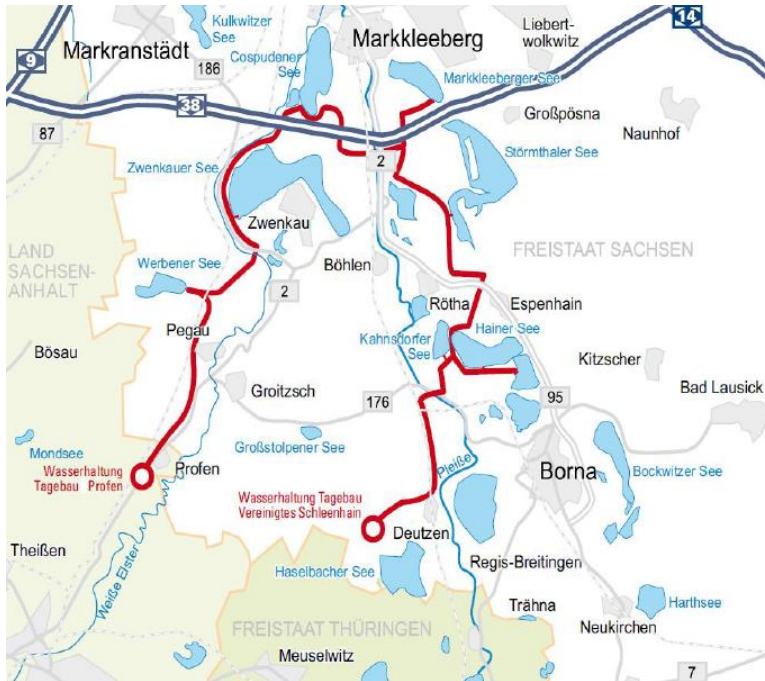 14
Kulkwitzer
See
Markkleeberg
Liebert-
wolkwitz
Markranstädt
Cospudener
See
9
186
Markkleeberger See
38
Großpösna
87
Naunhof
Störmthaler See
2
Zwenkauer See
Zwenkau
LAND
SACHSEN-
ANHALT
FREISTAAT SACHSEN
Werbener See
Böhlen
2
Rötha
Espenhain
Pegau
Hainer See
Kahnsdorfer
See
Bösau
Kitzscher
Groitzsch
176
95
Bad Lausick
Mondsee
Großstolpener See
Wasserhaltung
Tagebau Profen
Profen
Pleiße
Borna
Bockwitzer See
Wasserhaltung Tagebau
Vereinigtes Schleenhain
Deutzen
Theißen
Weiße Elster
Haselbacher See
Regis-Breitingen
Trähna
Harthsee
FREISTAAT THÜRINGEN
Neukirchen
Meuselwitz
7